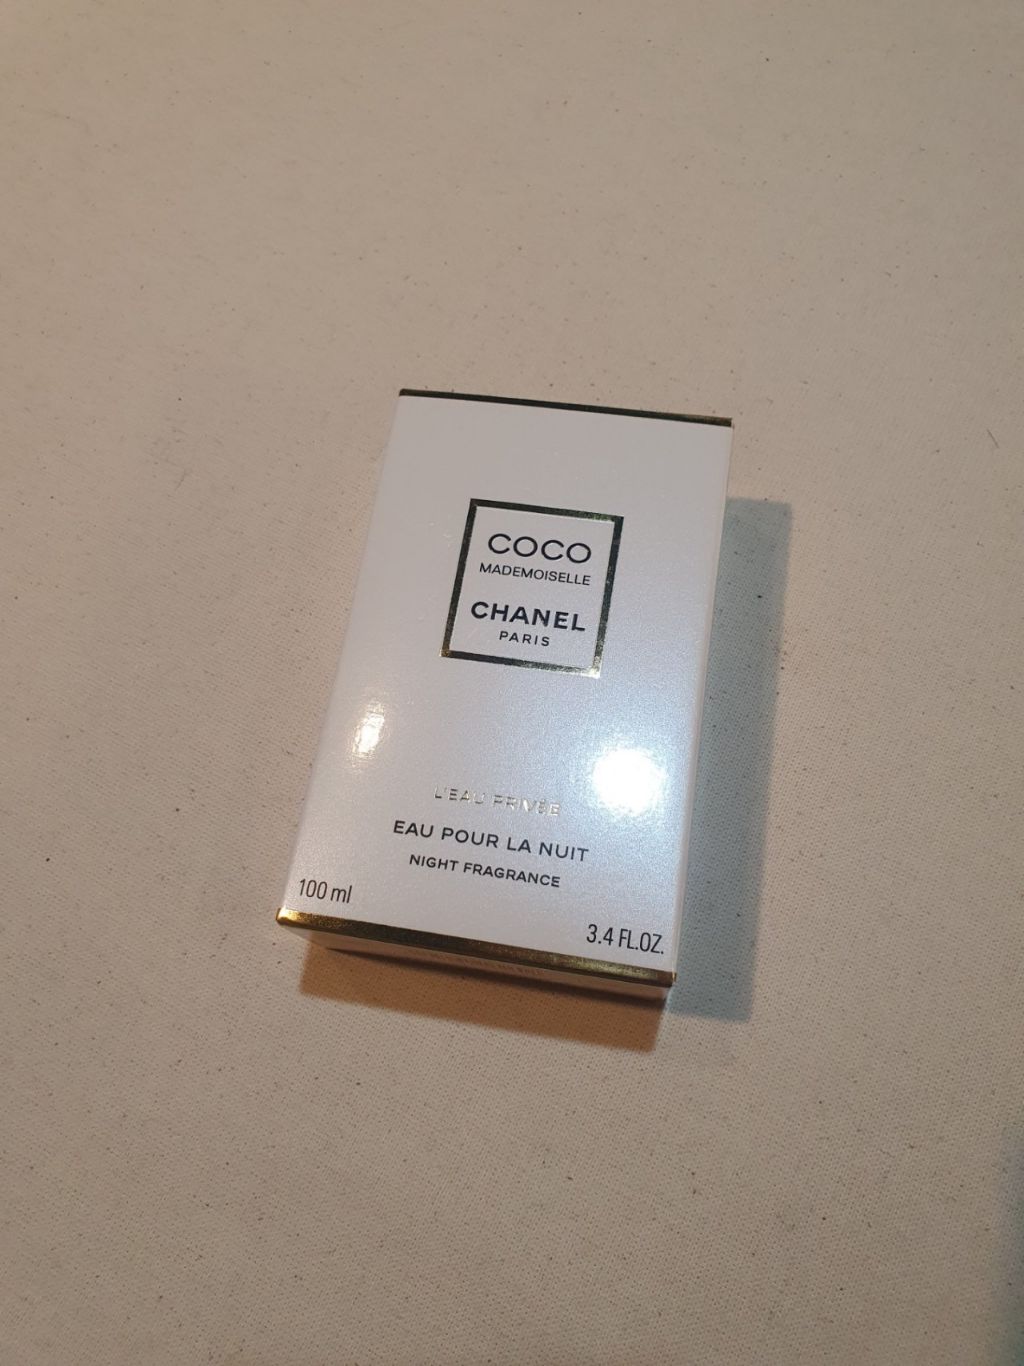 COCO
MADEMOISELLE
CHANEL
PARIS
L'EAU PRIVÉE
EAU POUR LA NUIT
NIGHT FRAGRANCE
100 ml
3.4 FL.OZ.